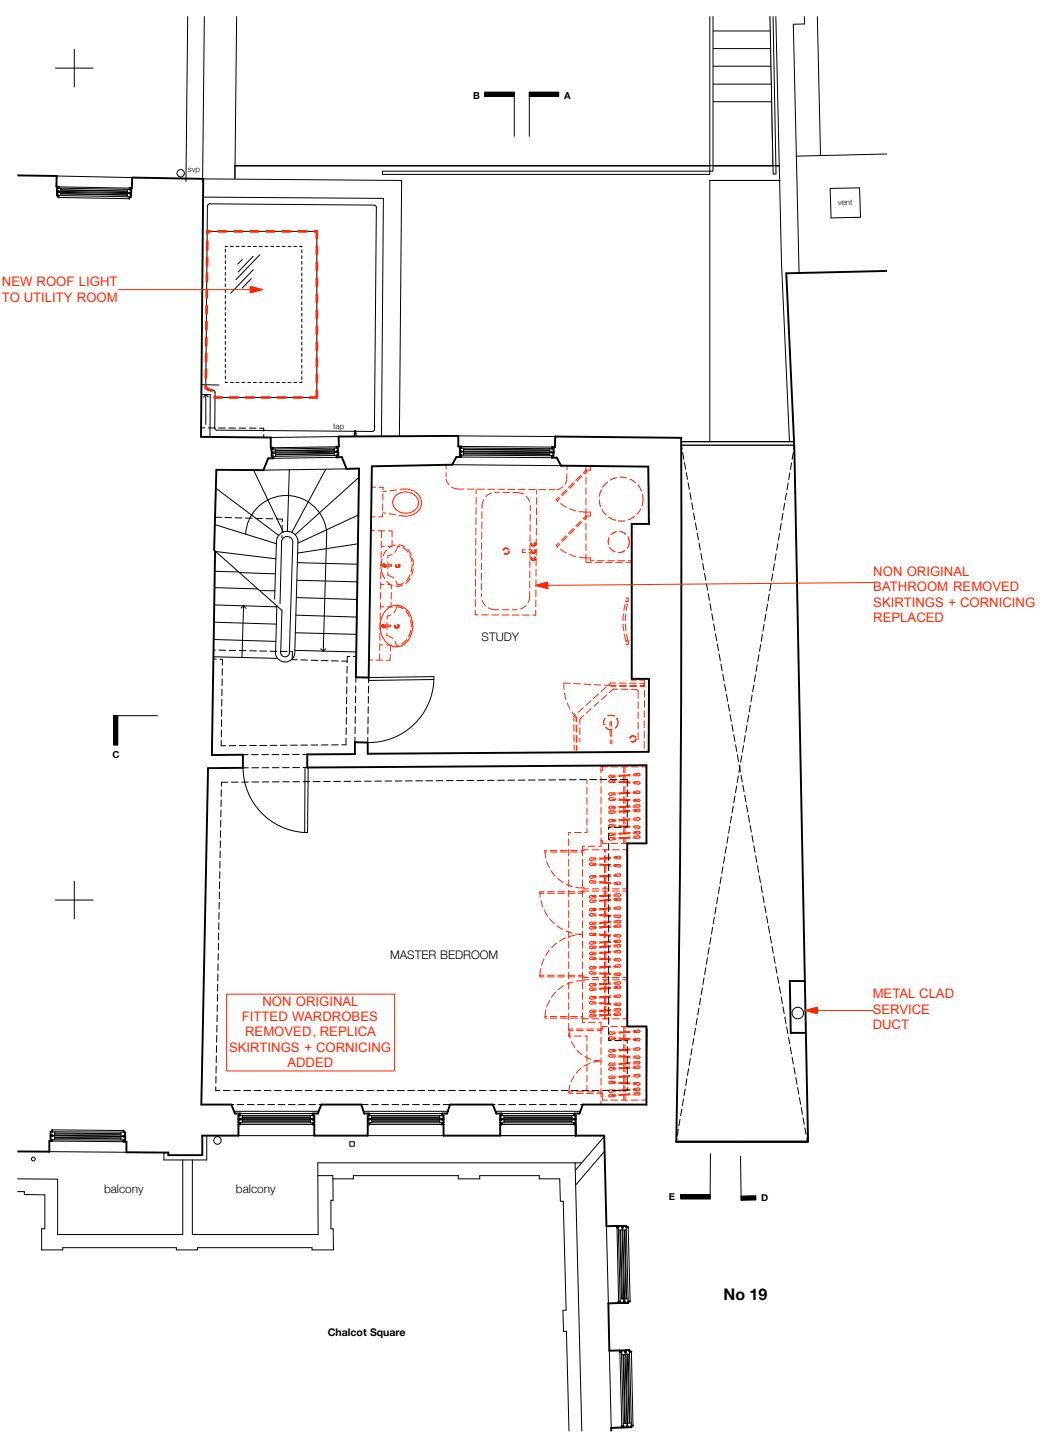 B
A
svp
vent
NEW ROOF LIGHT
TO UTILITY ROOM
tap
NON ORIGINAL
BATHROOM REMOVED
SKIRTINGS + CORNICING
REPLACED
STUDY
C
MASTER BEDROOM
NON ORIGINAL
FITTED WARDROBES
REMOVED, REPLICA
SKIRTINGS + CORNICING
ADDED
METAL CLAD
SERVICE
DUCT
balcony
balcony
E
D
No 19
Chalcot Square